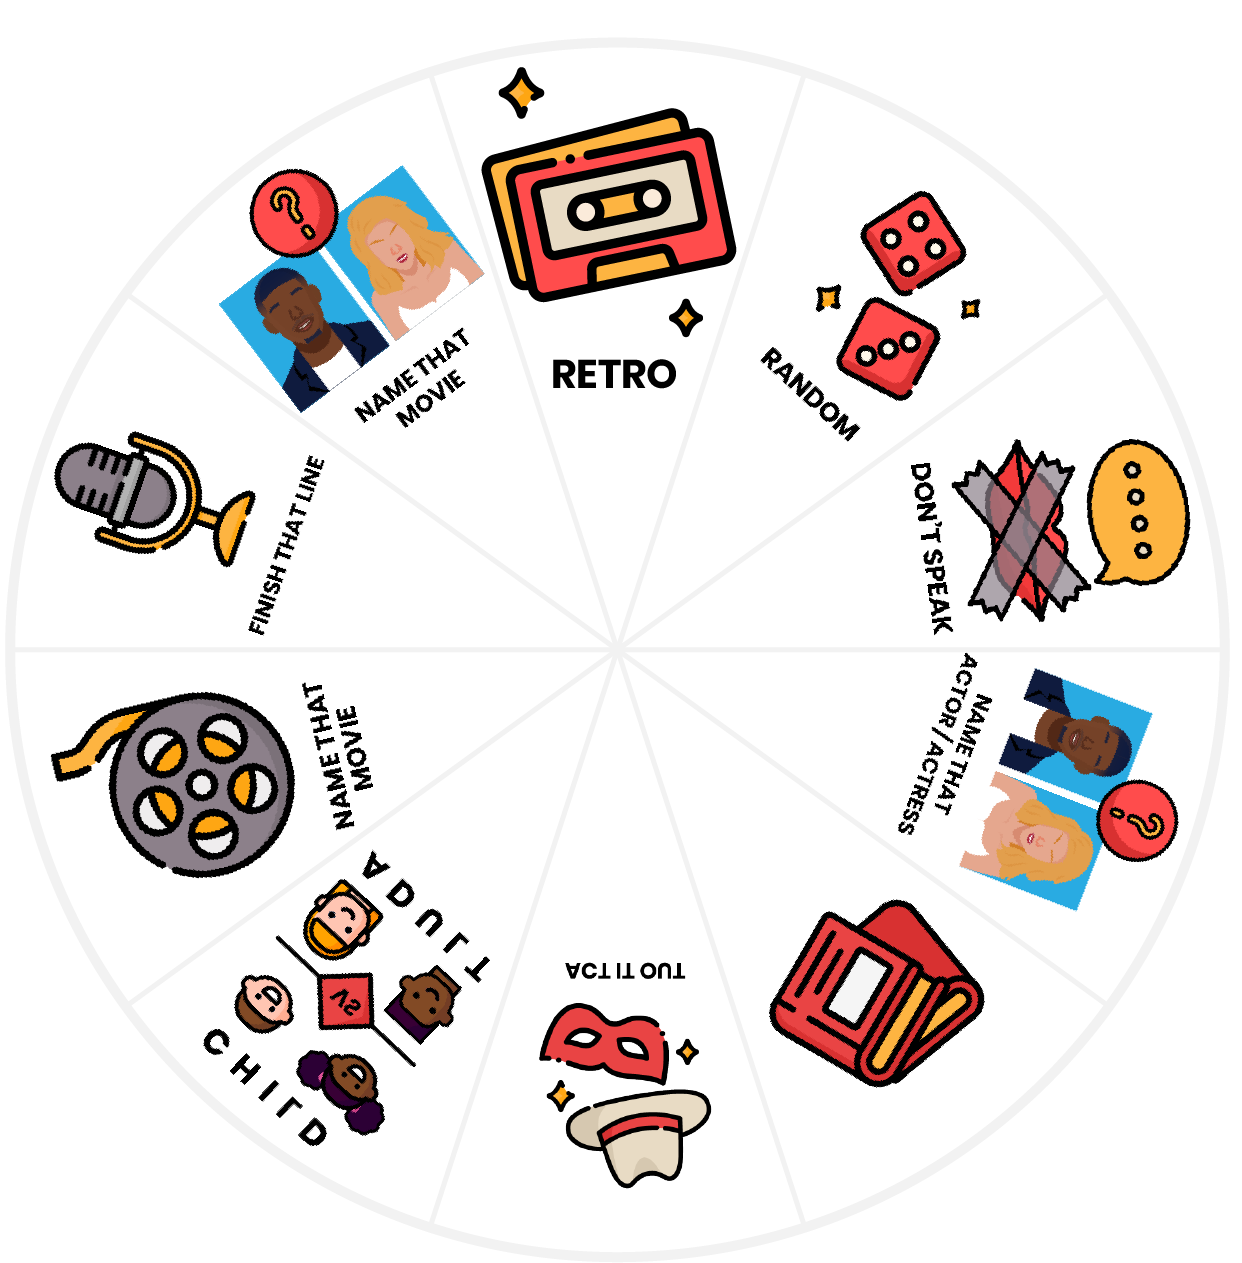 RETRO
RANDOM
DON'T SPEAK
NAME THAT
ACTOR / ACTRESS
ACT IT OUT
ADULT
VS
CHILD
NAME THAT
MOVIE
FINISH THAT LINE
?
NAME THAT
MOVIE
?